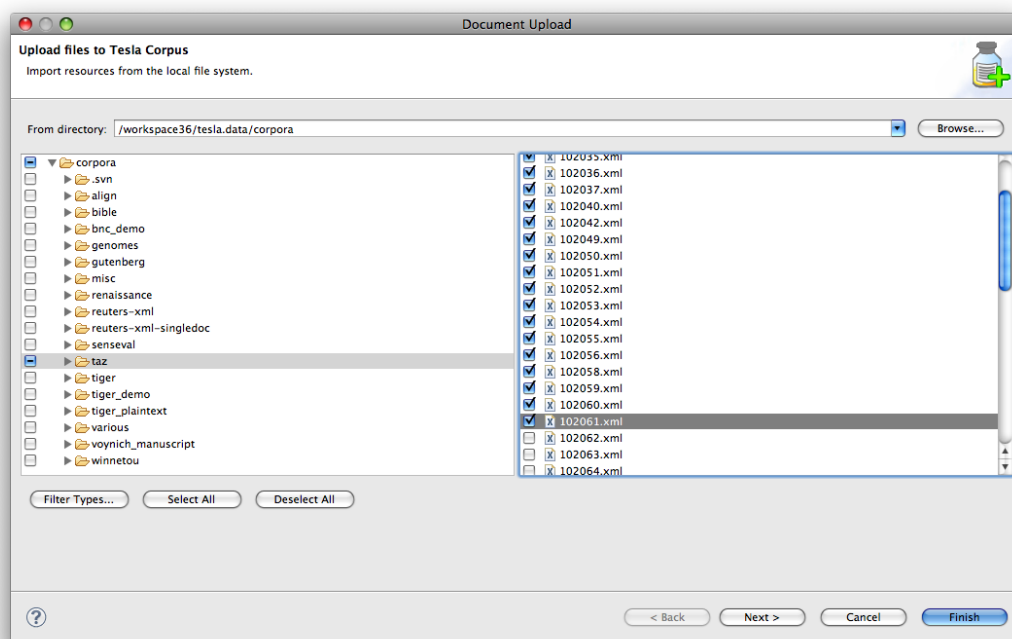 Document Upload
Upload files to Tesla Corpus
Import resources from the local file system.
From directory: /workspace36/tesla.data/corpora Browse...
corpora
.svn
align
bible
bnc_demo
genomes
gutenberg
misc
renaissance
reuters-xml
reuters-xml-singledoc
senseval
taz
tiger
tiger_demo
tiger_plaintext
various
voynich_manuscript
winnetou
102035.xml
102036.xml
102037.xml
102040.xml
102042.xml
102049.xml
102050.xml
102051.xml
102052.xml
102053.xml
102054.xml
102055.xml
102056.xml
102058.xml
102059.xml
102060.xml
102061.xml
102062.xml
102063.xml
102064.xml
Filter Types... Select All Deselect All
? < Back Next > Cancel Finish